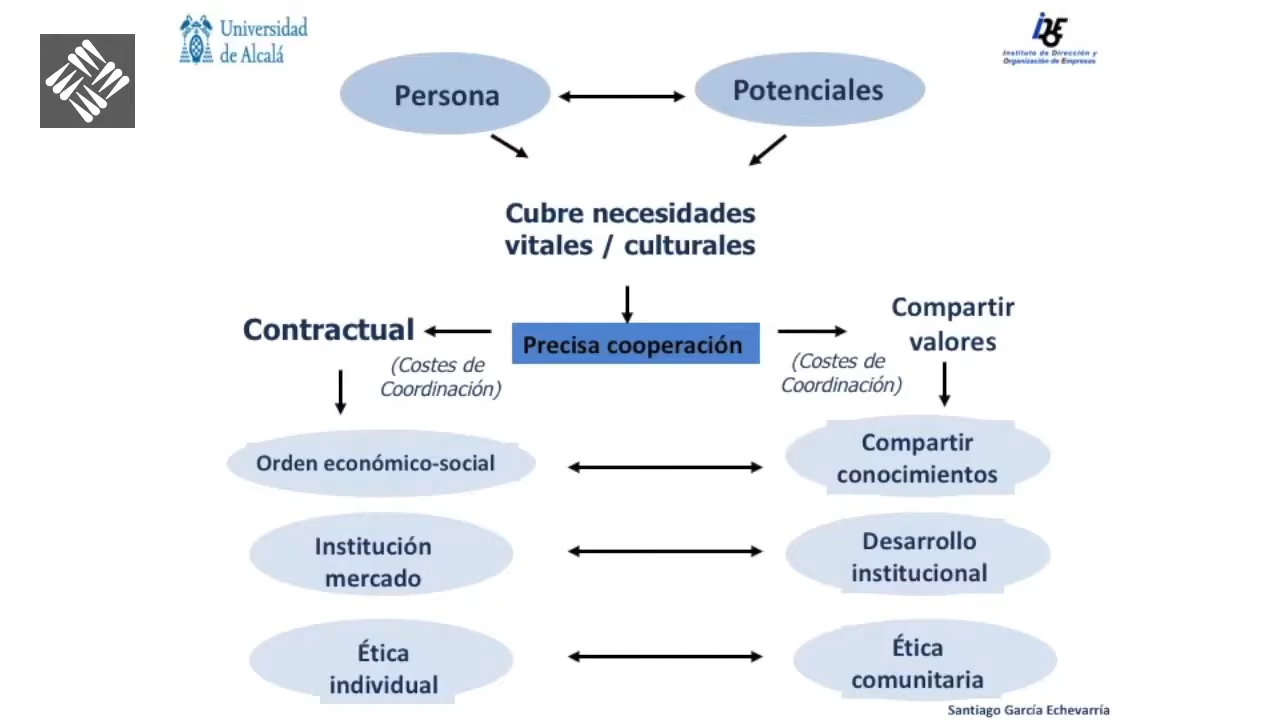 Universidad
de Alcalá
IDOE
Instituto de Dirección y
Organización de Empresas
Persona
Potenciales
Cubre necesidades
vitales / culturales
Contractual
Precisa cooperación
Compartir
valores
(Costes de
Coordinación)
(Costes de
Coordinación)
Orden económico-social
Compartir
conocimientos
Institución
mercado
Desarrollo
institucional
Ética
individual
Ética
comunitaria
Santiago García Echevarría